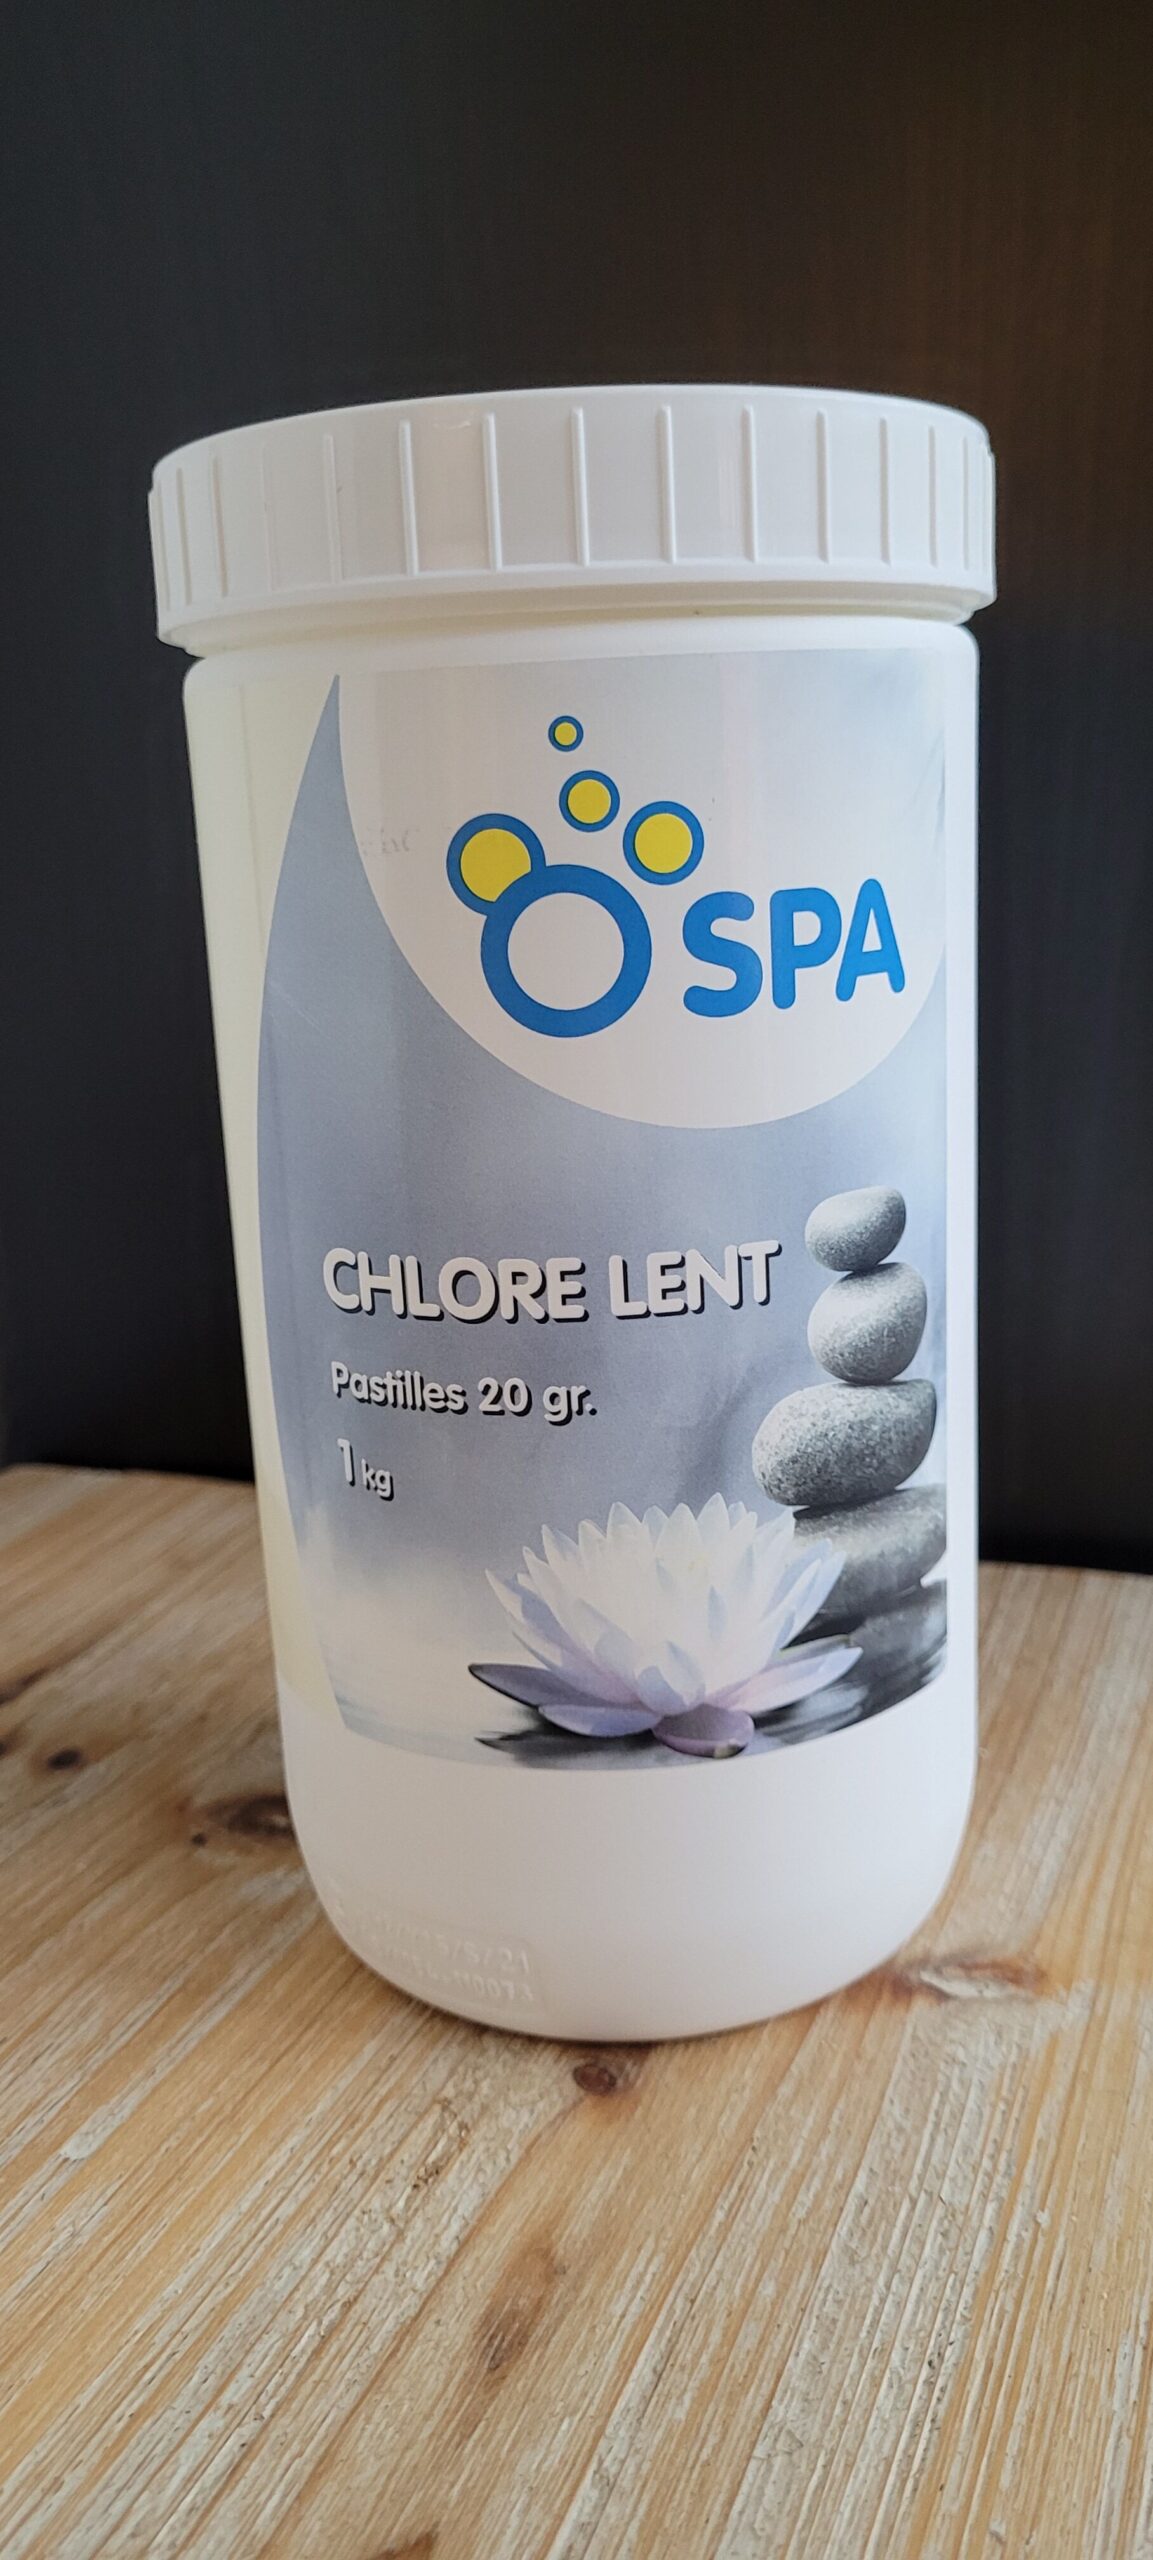 O SPA
CHLORE LENT
Pastilles 20 gr.
1 kg